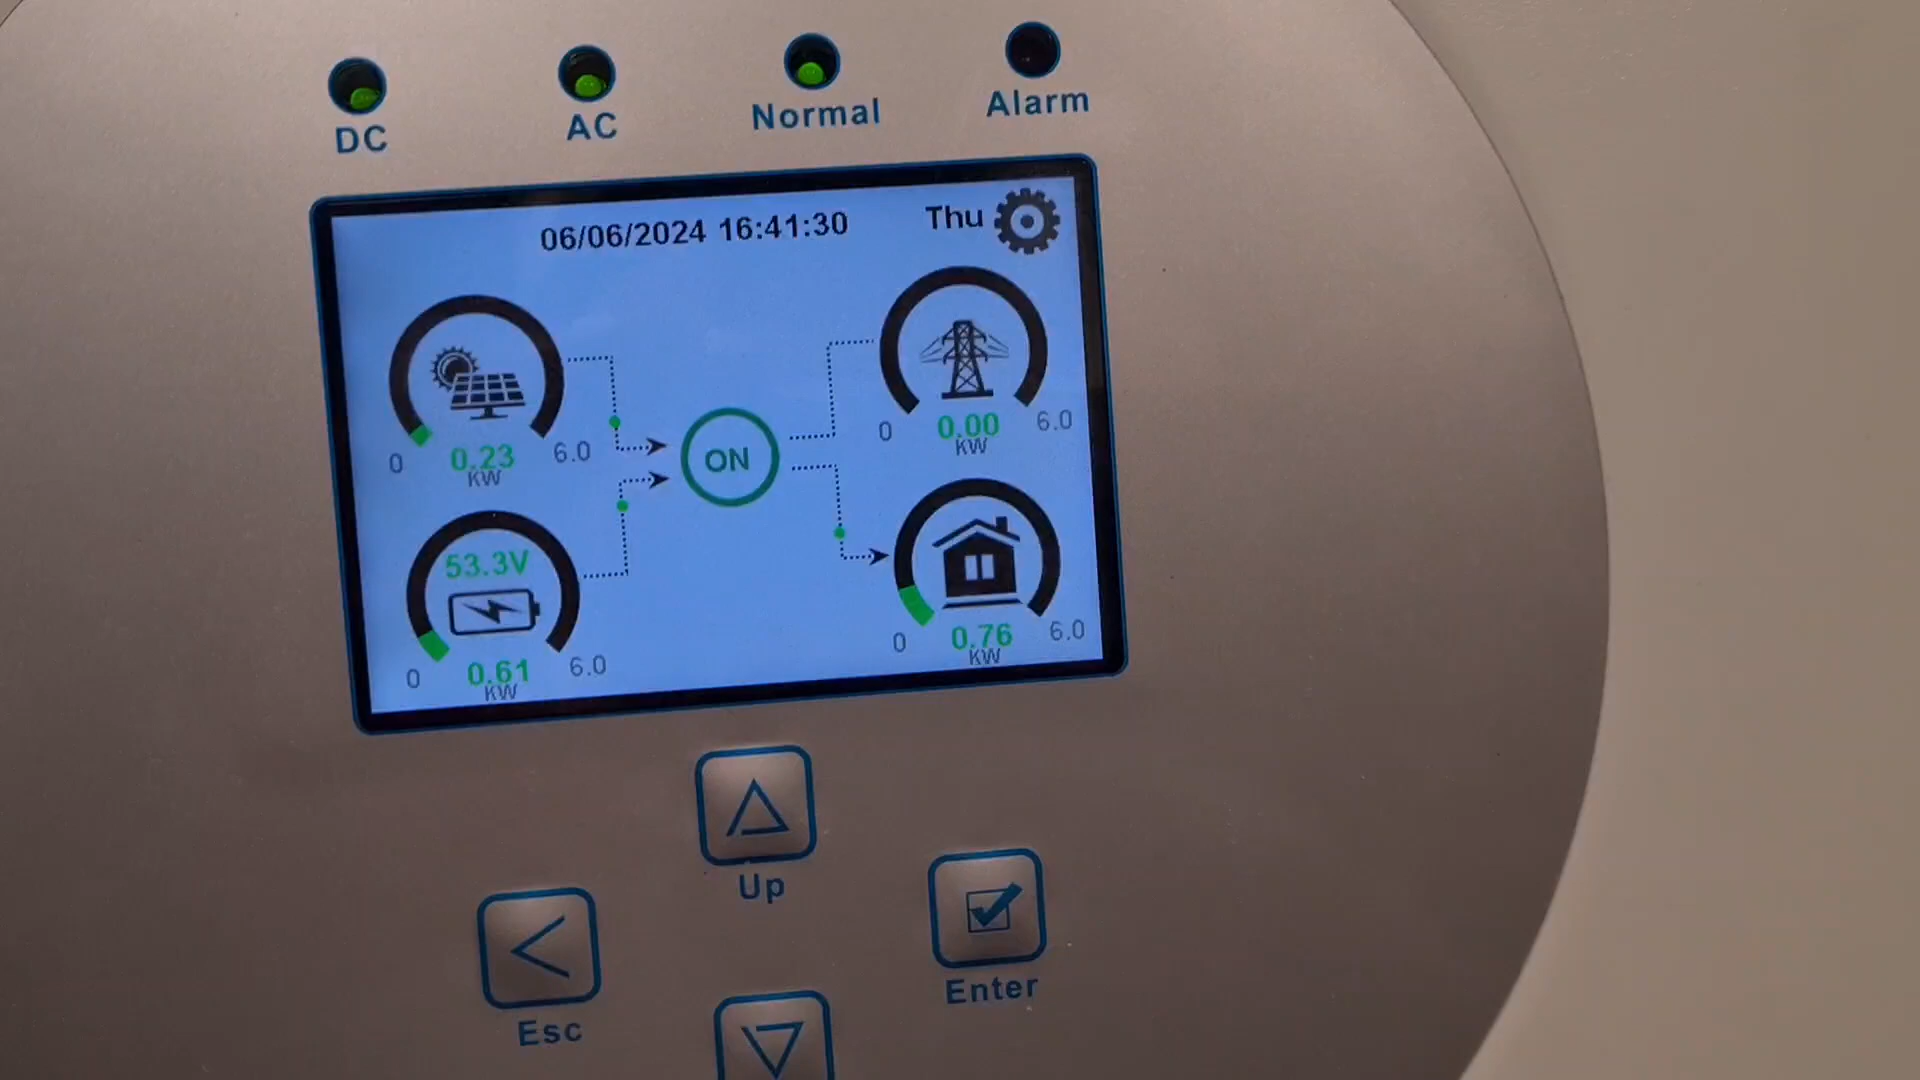 DC
AC
Normal
Alarm
06/06/2024 16:41:30
Thu
0
0.23
KW
6.0
ON
0
0.00
KW
6.0
53.3V
0
0.61
KW
6.0
0
0.76
KW
6.0
Up
Esc
Enter